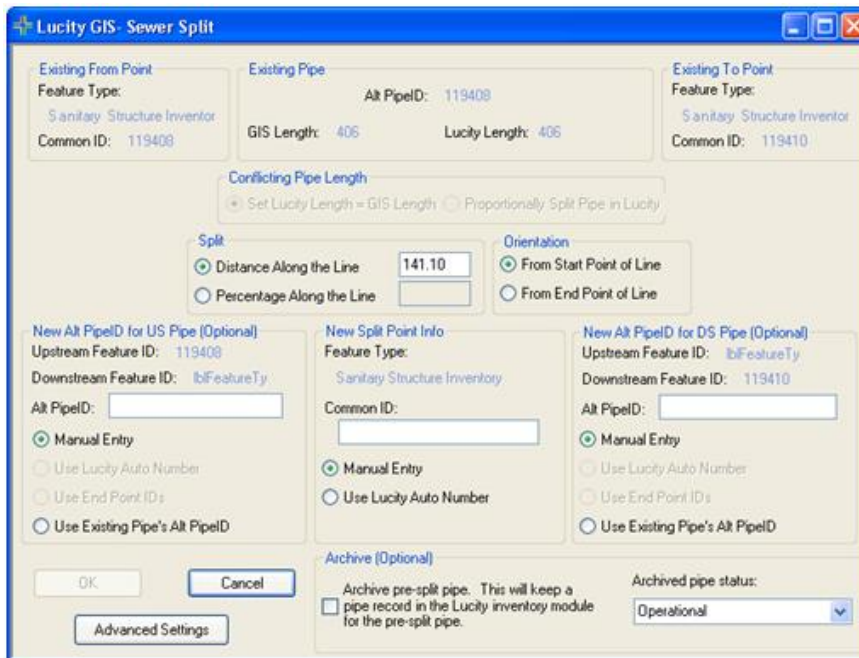 Lucity GIS- Sewer Split
Existing From Point
Feature Type:
Sanitary Structure Inventor
Common ID: 119408
Existing Pipe
Alt PipeID: 119408
GIS Length: 406 Lucity Length: 406
Existing To Point
Feature Type:
Sanitary Structure Inventor
Common ID: 119410
Conflicting Pipe Length
Set Lucity Length = GIS Length Proportionally Split Pipe in Lucity
Split
Distance Along the Line 141.10
Percentage Along the Line
Orientation
From Start Point of Line
From End Point of Line
New Alt PipeID for US Pipe (Optional)
Upstream Feature ID: 119408
Downstream Feature ID: lblFeatureTy
Alt PipeID:
Manual Entry
Use Lucity Auto Number
Use End Point IDs
Use Existing Pipe's Alt PipeID
New Split Point Info
Feature Type:
Sanitary Structure Inventory
Common ID:
Manual Entry
Use Lucity Auto Number
New Alt PipeID for DS Pipe (Optional)
Upstream Feature ID: lblFeatureTy
Downstream Feature ID: 119410
Alt PipeID:
Manual Entry
Use Lucity Auto Number
Use End Point IDs
Use Existing Pipe's Alt PipeID
OK Cancel
Advanced Settings
Archive (Optional)
Archive pre-split pipe. This will keep a
pipe record in the Lucity inventory module
for the pre-split pipe.
Archived pipe status:
Operational